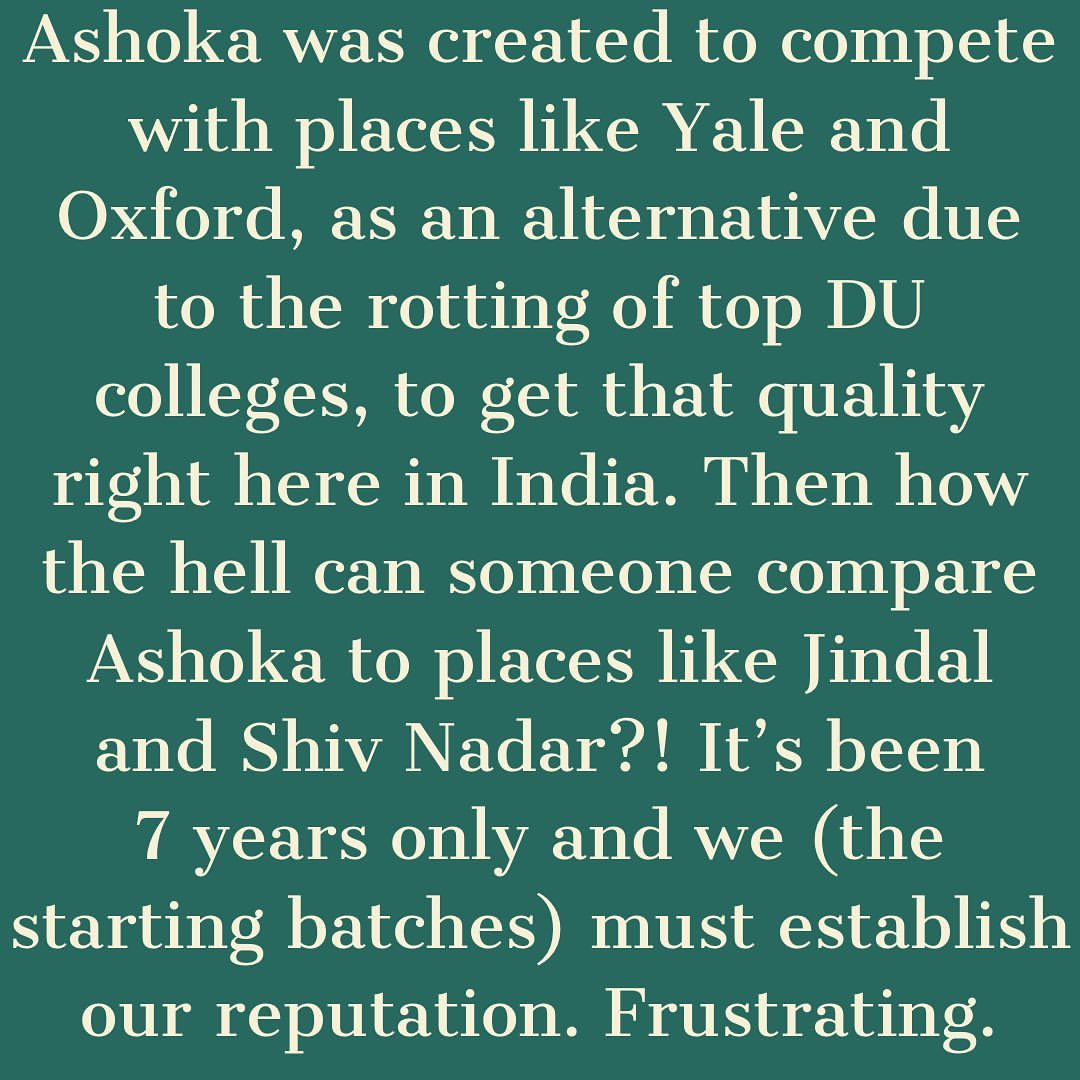 Ashoka was created to compete
with places like Yale and
Oxford, as an alternative due
to the rotting of top DU
colleges, to get that quality
right here in India. Then how
the hell can someone compare
Ashoka to places like Jindal
and Shiv Nadar?! It’s been
7 years only and we (the
starting batches) must establish
our reputation. Frustrating.